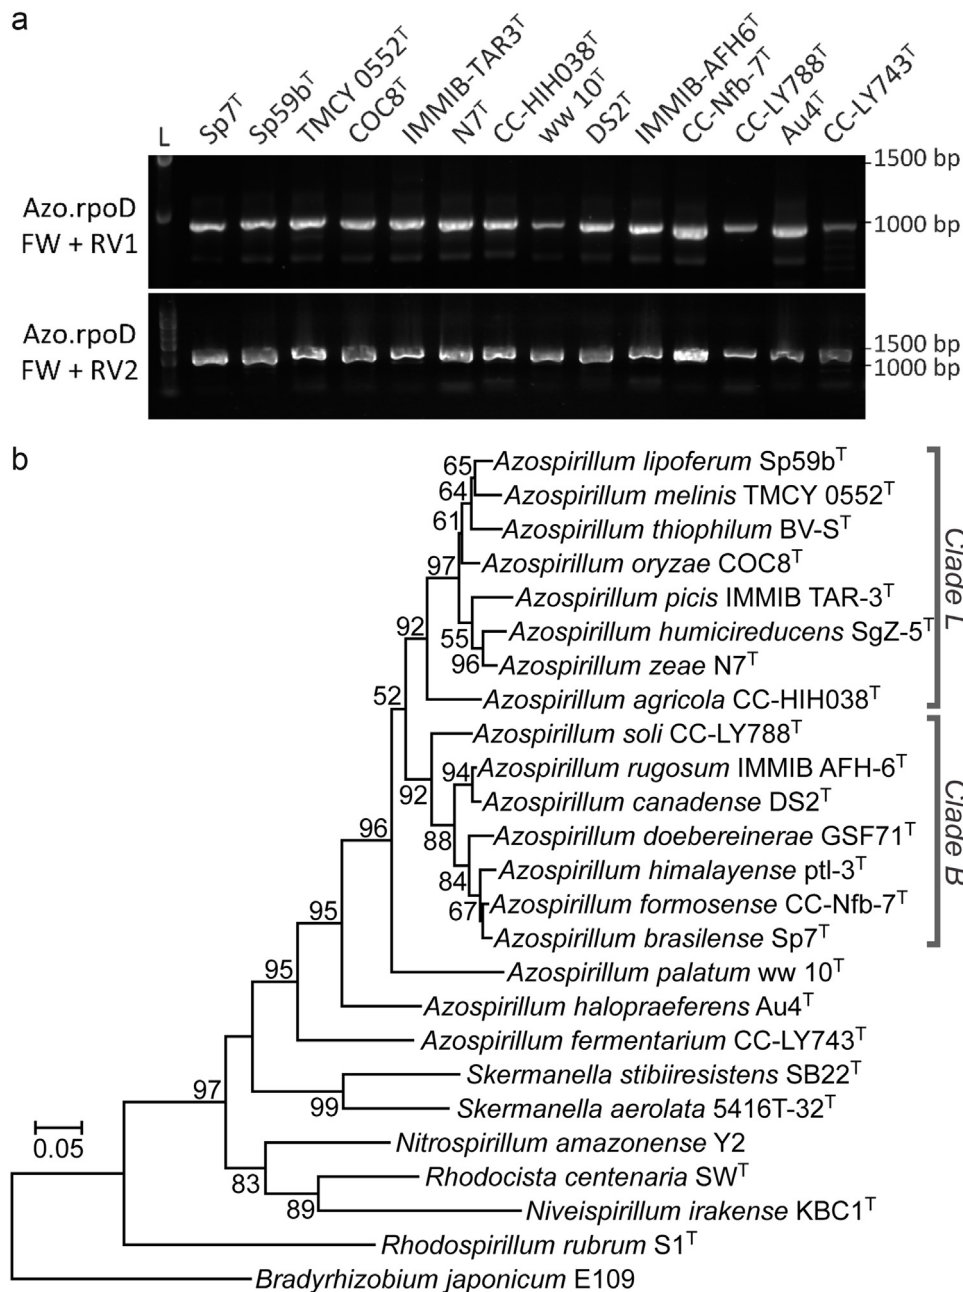 a
L
Sp7ᵀ
Sp59bᵀ
TMCY 0552ᵀ
COC8ᵀ
IMMIB-TAR3ᵀ
N7ᵀ
CC-HIH038ᵀ
ww 10ᵀ
DS2ᵀ
IMMIB-AFH6ᵀ
CC-Nfb-7ᵀ
CC-LY788ᵀ
Au4ᵀ
CC-LY743ᵀ
Azo.rpoD
FW + RV1
1500 bp
1000 bp
Azo.rpoD
FW + RV2
1500 bp
1000 bp
b
65
Azospirillum lipoferum Sp59bᵀ
64
Azospirillum melinis TMCY 0552ᵀ
61
Azospirillum thiophilum BV-Sᵀ
Azospirillum oryzae COC8ᵀ
97
Azospirillum picis IMMIB TAR-3ᵀ
55
Azospirillum humicireducens SgZ-5ᵀ
96
Azospirillum zeae N7ᵀ
92
Azospirillum agricola CC-HIH038ᵀ
Clade L
52
Azospirillum soli CC-LY788ᵀ
94
Azospirillum rugosum IMMIB AFH-6ᵀ
92
Azospirillum canadense DS2ᵀ
88
Azospirillum doebereinerae GSF71ᵀ
84
Azospirillum himalayense ptl-3ᵀ
67
Azospirillum formosense CC-Nfb-7ᵀ
Azospirillum brasilense Sp7ᵀ
Clade B
96
Azospirillum palatum ww 10ᵀ
95
Azospirillum halopraeferens Au4ᵀ
95
Azospirillum fermentarium CC-LY743ᵀ
Skermanella stibiiresistens SB22ᵀ
97
99
Skermanella aerolata 5416T-32ᵀ
0.05
Nitrospirillum amazonense Y2
83
Rhodocista centenaria SWᵀ
89
Niveispirillum irakense KBC1ᵀ
Rhodospirillum rubrum S1ᵀ
Bradyrhizobium japonicum E109